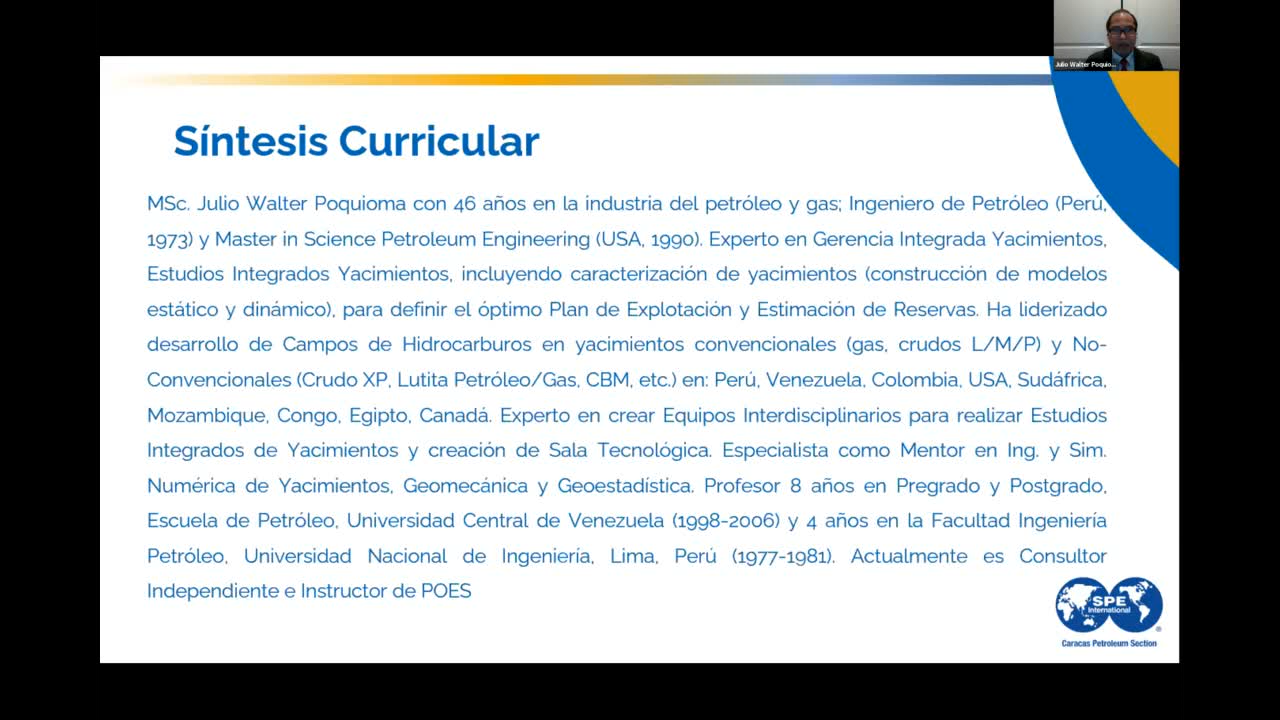 Julio Walter Poquio...
Síntesis Curricular
MSc. Julio Walter Poquioma con 46 años en la industria del petróleo y gas; Ingeniero de Petróleo (Perú,
1973) y Master in Science Petroleum Engineering (USA, 1990). Experto en Gerencia Integrada Yacimientos,
Estudios Integrados Yacimientos, incluyendo caracterización de yacimientos (construcción de modelos
estático y dinámico), para definir el óptimo Plan de Explotación y Estimación de Reservas. Ha liderizado
desarrollo de Campos de Hidrocarburos en yacimientos convencionales (gas, crudos L/M/P) y No-
Convencionales (Crudo XP, Lutita Petróleo/Gas, CBM, etc.) en: Perú, Venezuela, Colombia, USA, Sudáfrica,
Mozambique, Congo, Egipto, Canadá. Experto en crear Equipos Interdisciplinarios para realizar Estudios
Integrados de Yacimientos y creación de Sala Tecnológica. Especialista como Mentor en Ing. y Sim.
Numérica de Yacimientos, Geomecánica y Geoestadística. Profesor 8 años en Pregrado y Postgrado,
Escuela de Petróleo, Universidad Central de Venezuela (1998-2006) y 4 años en la Facultad Ingeniería
Petróleo, Universidad Nacional de Ingeniería, Lima, Perú (1977-1981). Actualmente es Consultor
Independiente e Instructor de POES
SPE
International
®
Caracas Petroleum Section